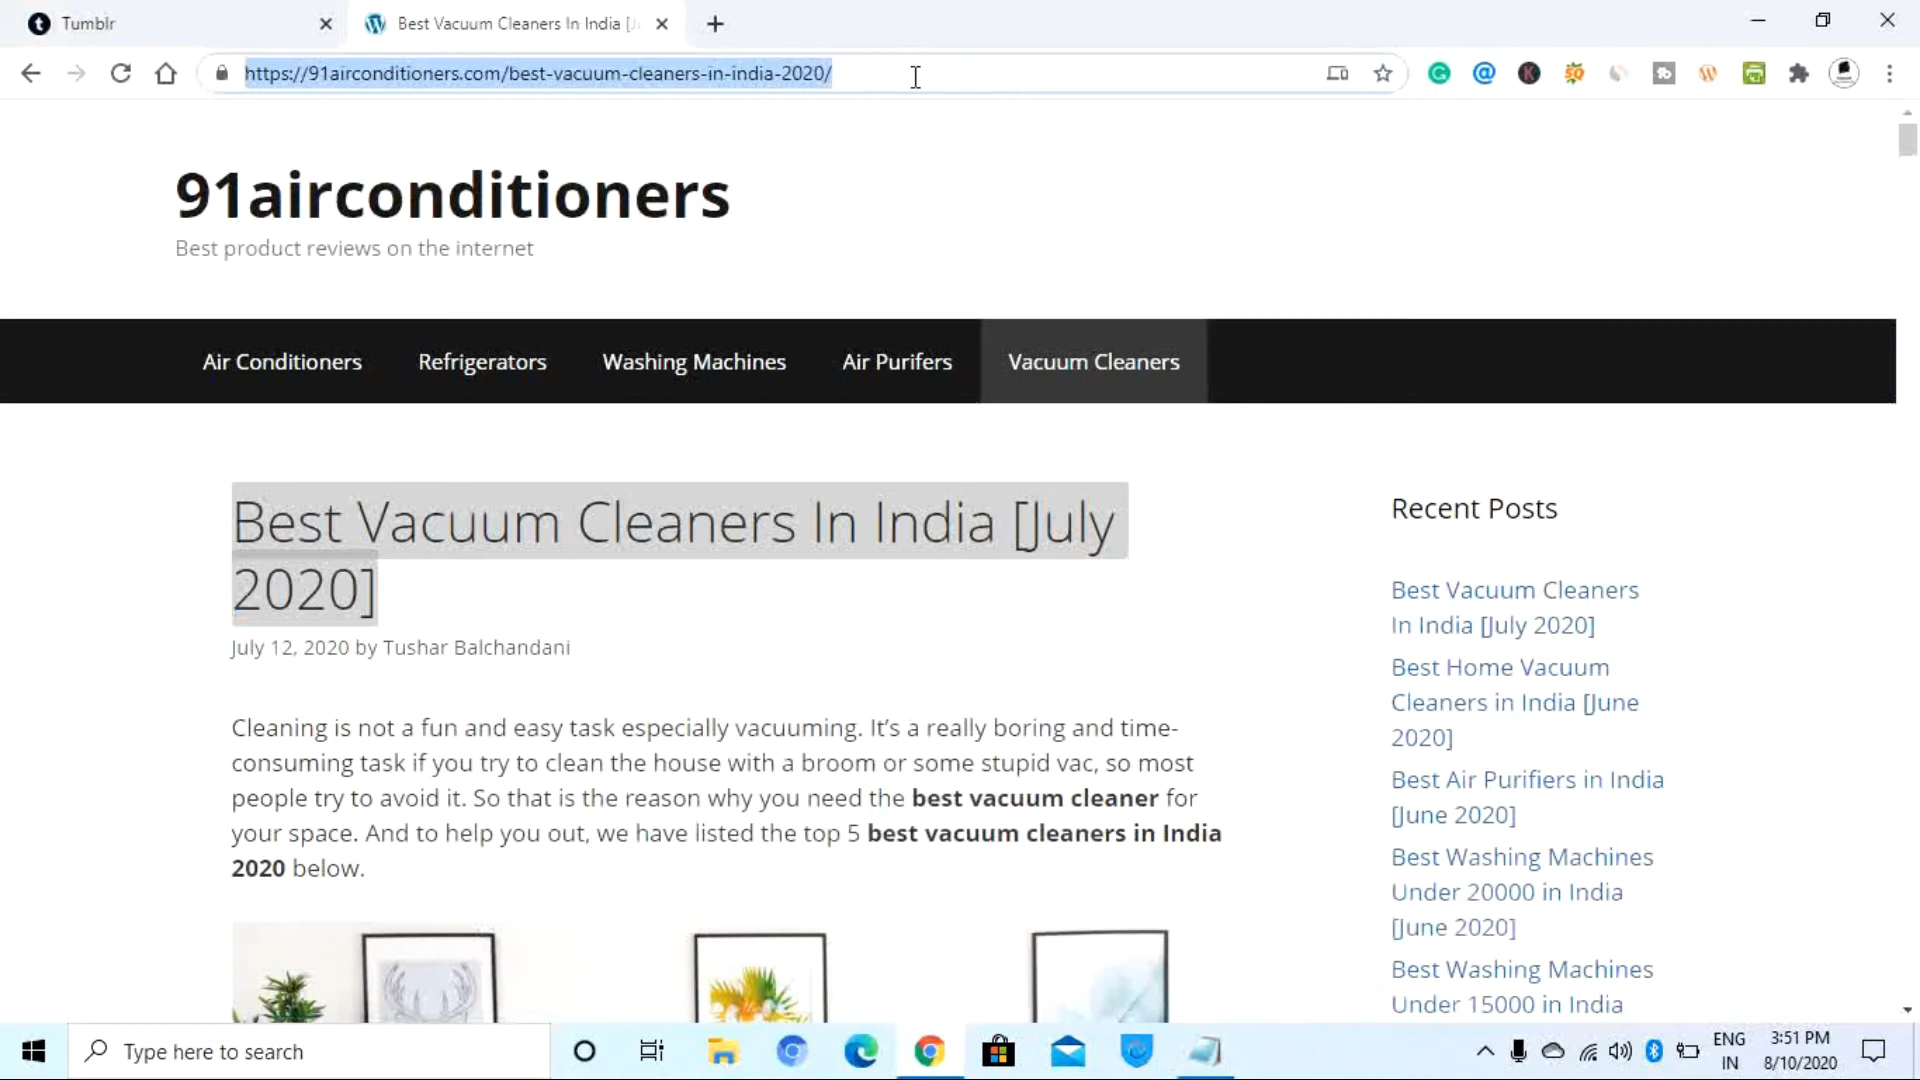 Tumblr
Best Vacuum Cleaners In India [J
https://91airconditioners.com/best-vacuum-cleaners-in-india-2020/
91airconditioners
Best product reviews on the internet
Air Conditioners
Refrigerators
Washing Machines
Air Purifers
Vacuum Cleaners
Best Vacuum Cleaners In India [July
2020]
July 12, 2020 by Tushar Balchandani
Cleaning is not a fun and easy task especially vacuuming. It’s a really boring and time-
consuming task if you try to clean the house with a broom or some stupid vac, so most
people try to avoid it. So that is the reason why you need the best vacuum cleaner for
your space. And to help you out, we have listed the top 5 best vacuum cleaners in India
2020 below.
Recent Posts
Best Vacuum Cleaners
In India [July 2020]
Best Home Vacuum
Cleaners in India [June
2020]
Best Air Purifiers in India
[June 2020]
Best Washing Machines
Under 20000 in India
[June 2020]
Best Washing Machines
Under 15000 in India
Type here to search
ENG
IN
3:51 PM
8/10/2020